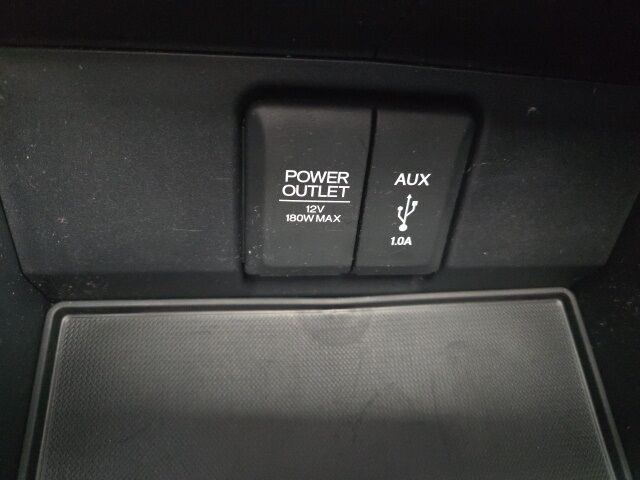 POWER
OUTLET
12V
180W MAX
AUX
1.0A